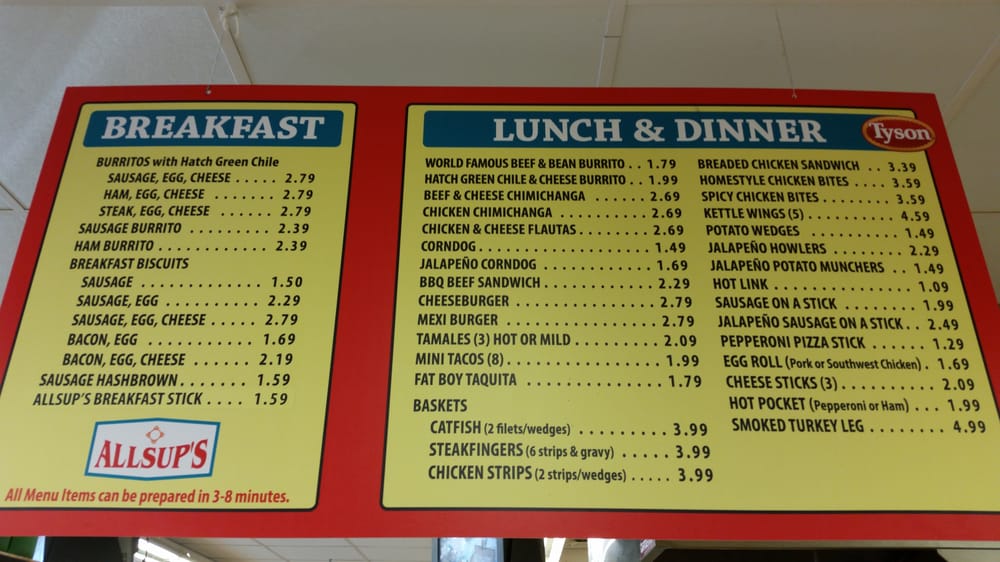 BREAKFAST
BURRITOS with Hatch Green Chile
SAUSAGE, EGG, CHEESE ..... 2.79
HAM, EGG, CHEESE ....... 2.79
STEAK, EGG, CHEESE ...... 2.79
SAUSAGE BURRITO ......... 2.39
HAM BURRITO ............. 2.39
BREAKFAST BISCUITS
SAUSAGE ............... 1.50
SAUSAGE, EGG .......... 2.29
SAUSAGE, EGG, CHEESE ..... 2.79
BACON, EGG ............ 1.69
BACON, EGG, CHEESE ...... 2.19
SAUSAGE HASHBROWN ....... 1.59
ALLSUP'S BREAKFAST STICK .... 1.59
ALLSUP'S
All Menu Items can be prepared in 3-8 minutes.
LUNCH & DINNER
Tyson
WORLD FAMOUS BEEF & BEAN BURRITO .. 1.79
HATCH GREEN CHILE & CHEESE BURRITO .. 1.99
BEEF & CHEESE CHIMICHANGA ...... 2.69
CHICKEN CHIMICHANGA .......... 2.69
CHICKEN & CHEESE FLAUTAS ........ 2.69
CORNDOG .................. 1.49
JALAPEÑO CORNDOG ............ 1.69
BBQ BEEF SANDWICH ............ 2.29
CHEESEBURGER ............... 2.79
MEXI BURGER ................ 2.79
TAMALES (3) HOT OR MILD ......... 2.09
MINI TACOS (8) ................ 1.99
FAT BOY TAQUITA .............. 1.79
BASKETS
CATFISH (2 filets/wedges) ......... 3.99
STEAKFINGERS (6 strips & gravy) ..... 3.99
CHICKEN STRIPS (2 strips/wedges) ..... 3.99
BREADED CHICKEN SANDWICH .. 3.39
HOMESTYLE CHICKEN BITES .... 3.59
SPICY CHICKEN BITES ......... 3.59
KETTLE WINGS (5) ........... 4.59
POTATO WEDGES ............ 1.49
JALAPEÑO HOWLERS ......... 2.29
JALAPEÑO POTATO MUNCHERS .. 1.49
HOT LINK ................. 1.09
SAUSAGE ON A STICK ......... 1.99
JALAPEÑO SAUSAGE ON A STICK .. 2.49
PEPPERONI PIZZA STICK ....... 1.29
EGG ROLL (Pork or Southwest Chicken) . 1.69
CHEESE STICKS (3) .......... 2.09
HOT POCKET (Pepperoni or Ham) ... 1.99
SMOKED TURKEY LEG ........ 4.99